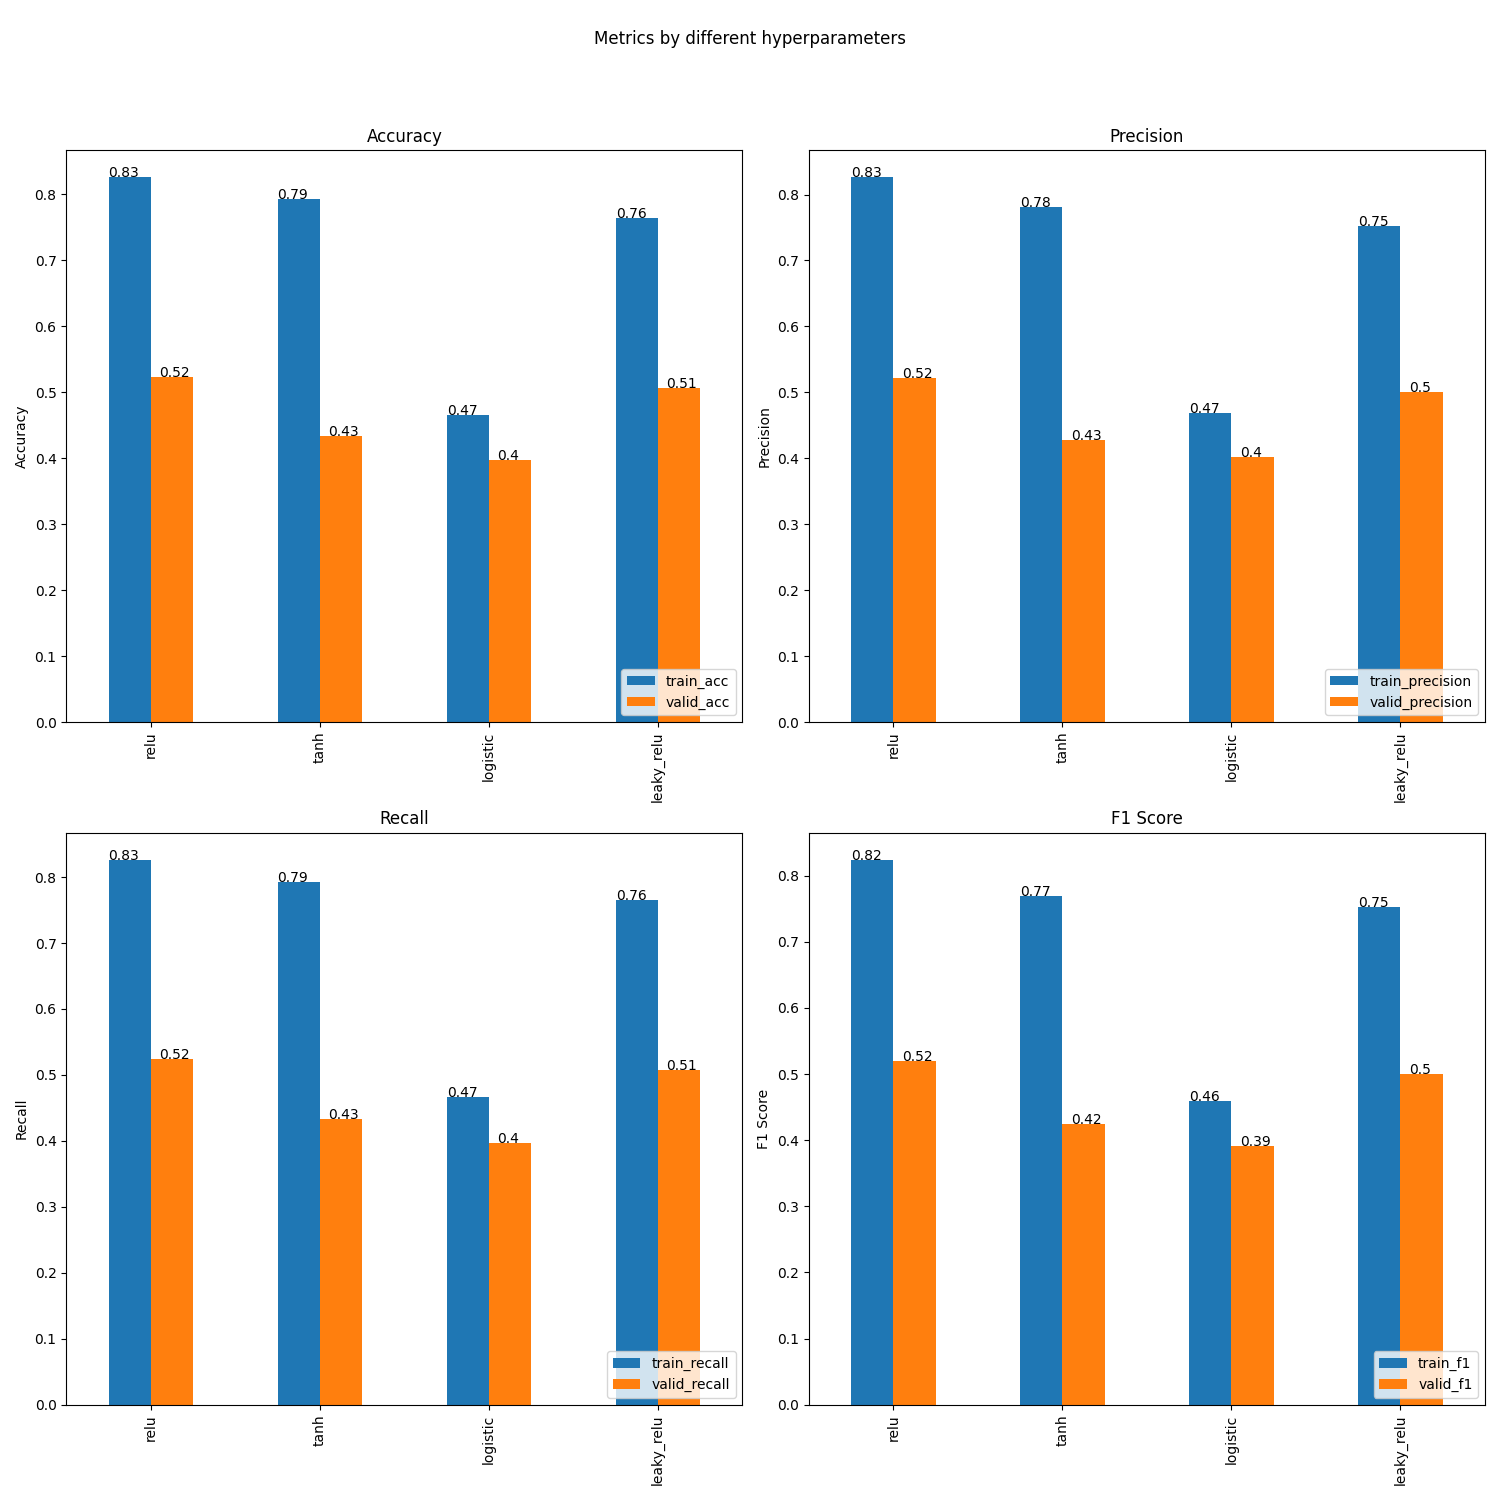 Metrics by different hyperparameters
Accuracy
Accuracy
0.8
0.7
0.6
0.5
0.4
0.3
0.2
0.1
0.0
0.83
0.52
0.79
0.43
0.47
0.4
0.76
0.51
train_acc
valid_acc
relu
tanh
logistic
leaky_relu
Precision
Precision
0.8
0.7
0.6
0.5
0.4
0.3
0.2
0.1
0.0
0.83
0.52
0.78
0.43
0.47
0.4
0.75
0.5
train_precision
valid_precision
relu
tanh
logistic
leaky_relu
Recall
Recall
0.8
0.7
0.6
0.5
0.4
0.3
0.2
0.1
0.0
0.83
0.52
0.79
0.43
0.47
0.4
0.76
0.51
train_recall
valid_recall
relu
tanh
logistic
leaky_relu
F1 Score
F1 Score
0.8
0.7
0.6
0.5
0.4
0.3
0.2
0.1
0.0
0.82
0.52
0.77
0.42
0.46
0.39
0.75
0.5
train_f1
valid_f1
relu
tanh
logistic
leaky_relu